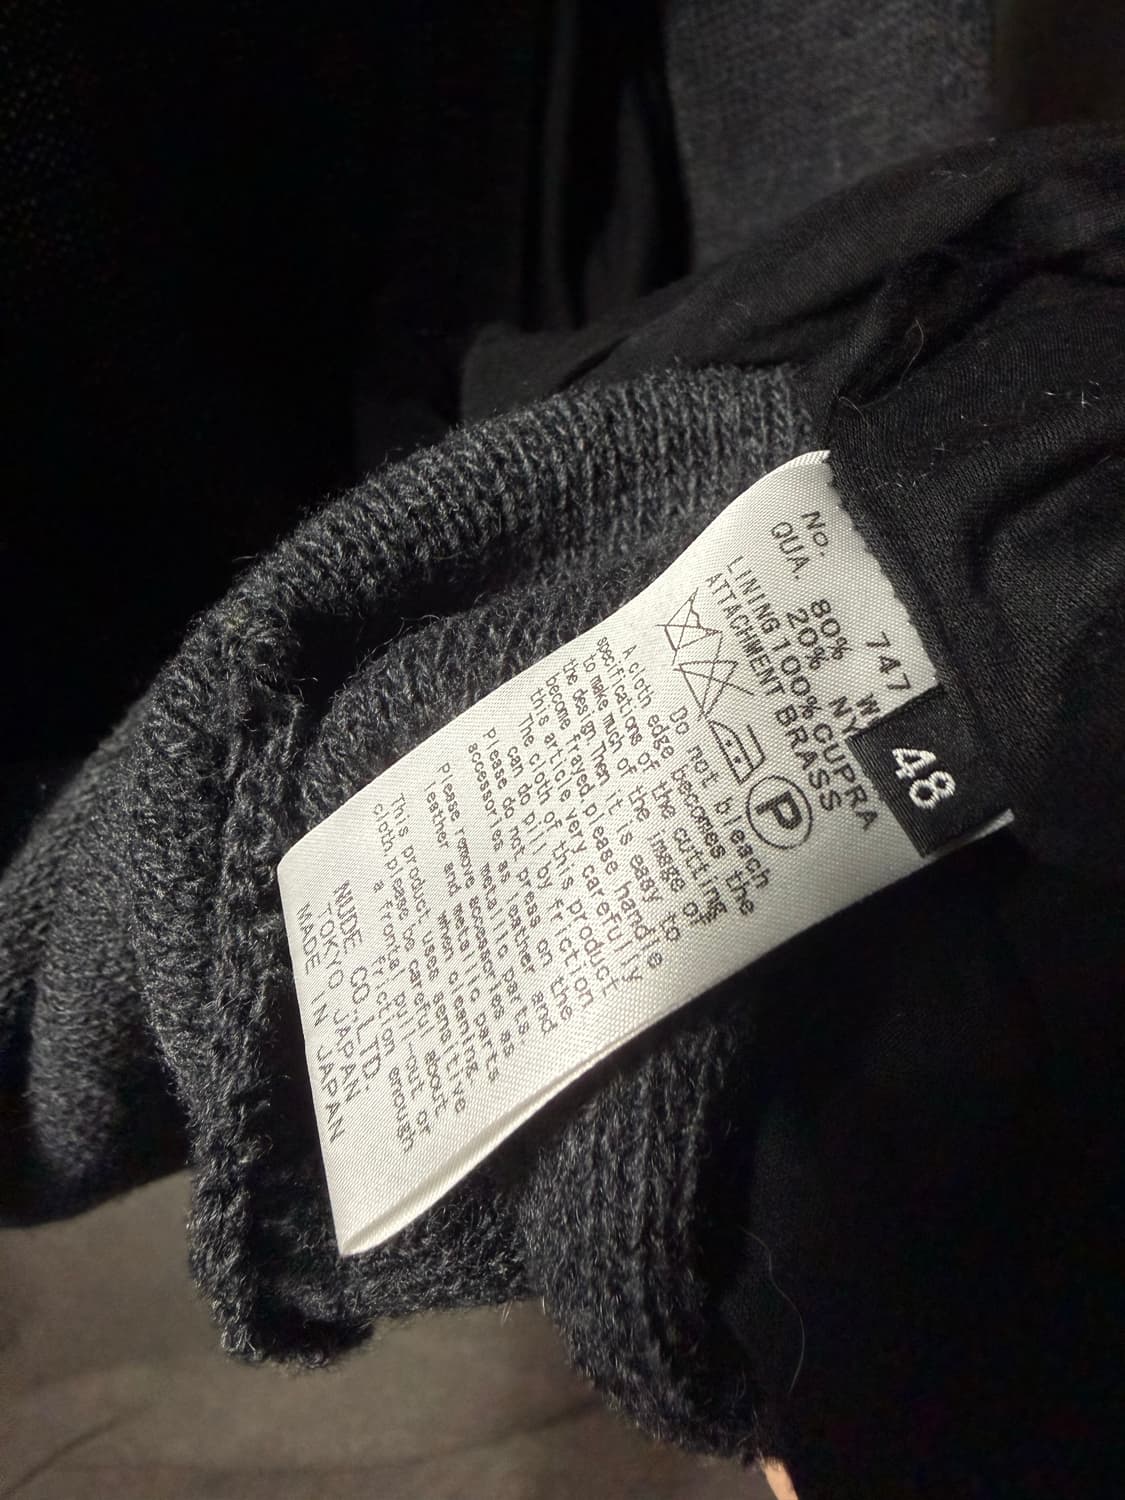 No. 747
QUA. 80% W
20% NY
LINING 100% CUPRA
ATTACHMENT BRASS
48
P
Do not bleach
A cloth edge becomes the
specifications of the cutting
to make much of the image of
the design.Then it is easy to
become frayed.please handle
this article very carefully
The cloth of this product
can do pill by friction
Please do not press on the
accessories as leather and
metallic parts.
Please remove accessories as
leather and metallic parts
when cleaning.
This product uses sensitive
cloth.please be careful about
a frontal pull-out or
friction enough
NUDE CO.,LTD.
TOKYO JAPAN
MADE IN JAPAN